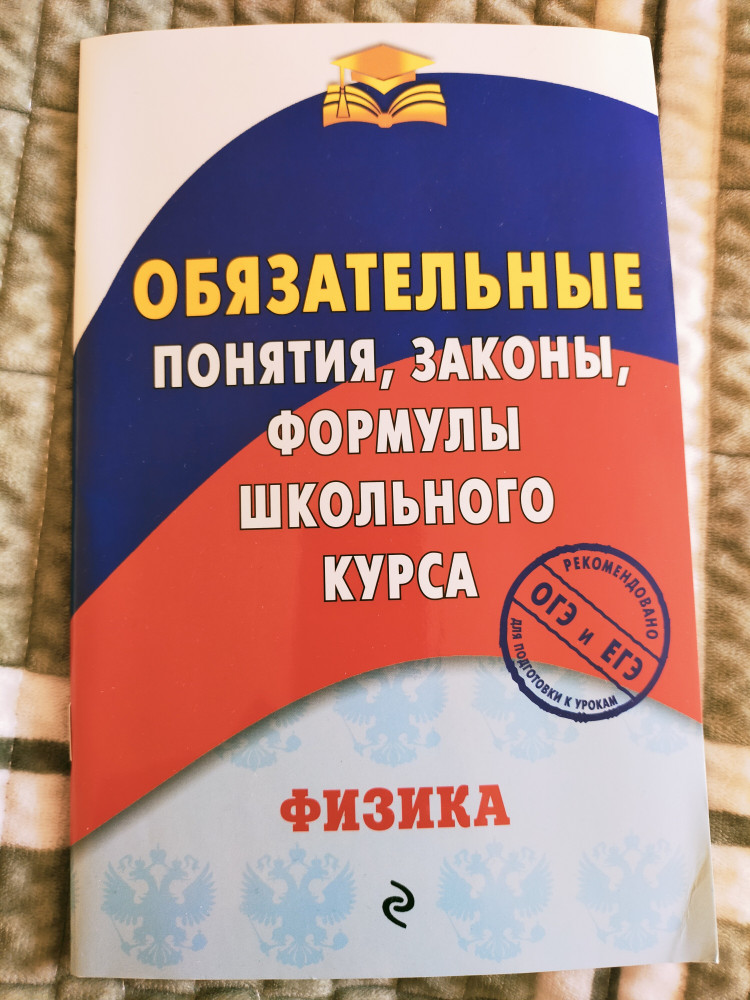 ОБЯЗАТЕЛЬНЫЕ
ПОНЯТИЯ, ЗАКОНЫ,
ФОРМУЛЫ
ШКОЛЬНОГО
КУРСА
РЕКОМЕНДОВАНО
ОГЭ и ЕГЭ
ДЛЯ ПОДГОТОВКИ К УРОКАМ
ФИЗИКА